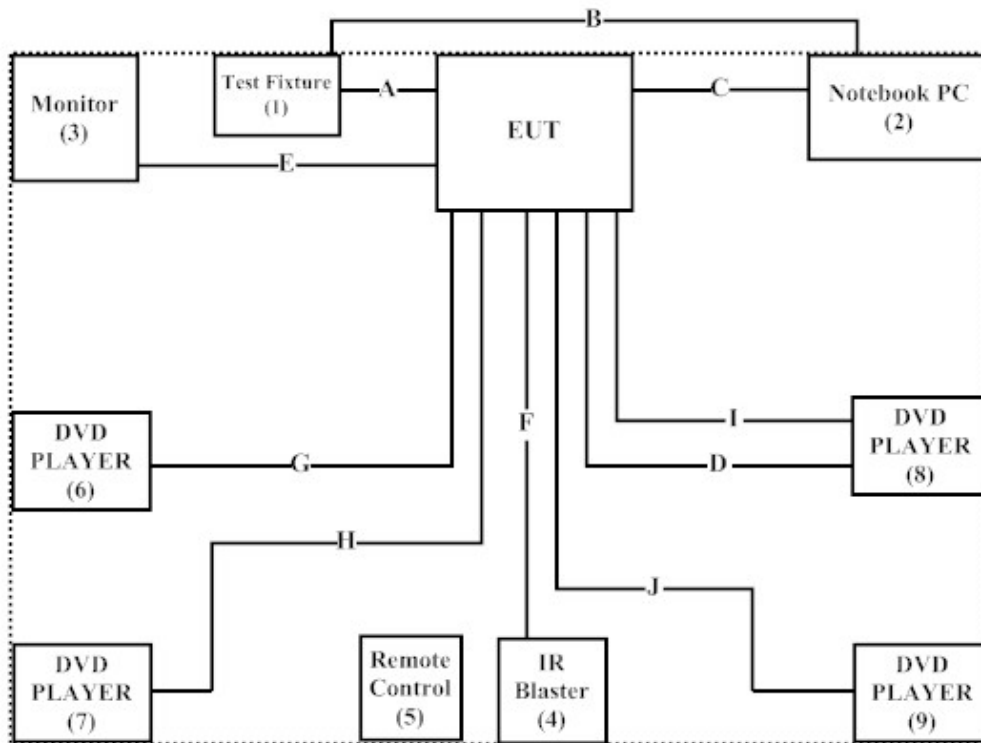 B
Monitor
(3)
Test Fixture
(1)
A
EUT
C
Notebook PC
(2)
E
DVD
PLAYER
(6)
G
F
I
D
DVD
PLAYER
(8)
H
J
DVD
PLAYER
(7)
Remote
Control
(5)
IR
Blaster
(4)
DVD
PLAYER
(9)